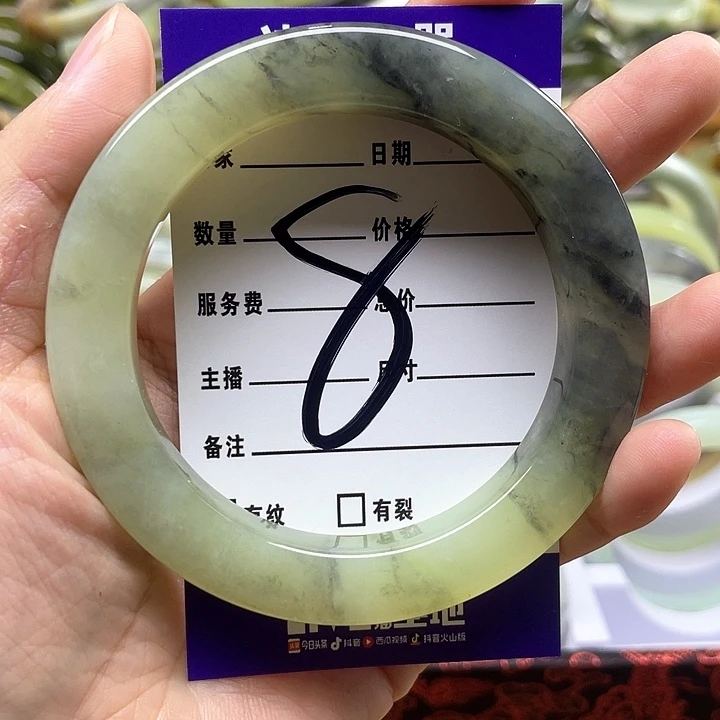 家 日期
数量 价格
8
服务费 总价
主播 尺寸
备注
有纹 有裂
今日头条 抖音 西瓜视频 抖音火山版